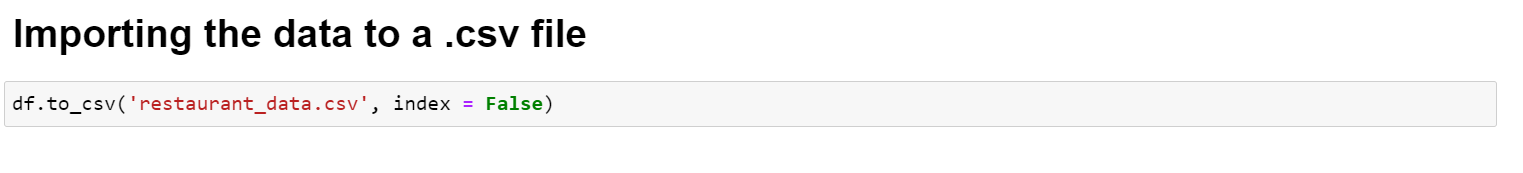 Importing the data to a .csv file
df.to_csv('restaurant_data.csv', index = False)